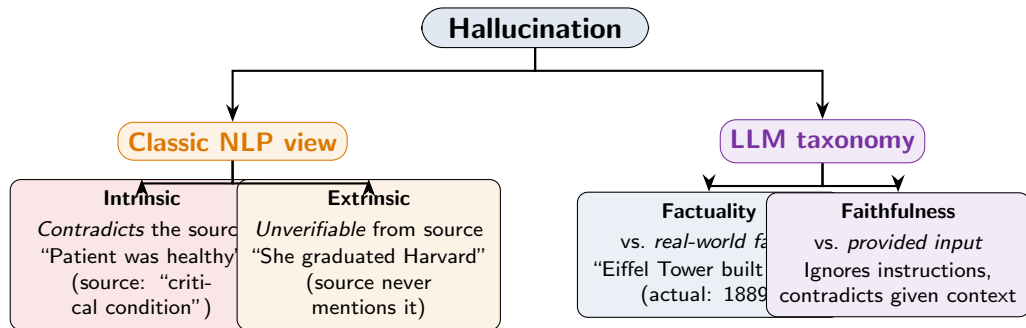 Hallucination
Classic NLP view
LLM taxonomy
Intrinsic
Contradicts the sourc
“Patient was healthy”
(source: “criti-
cal condition”)
Extrinsic
Unverifiable from source
“She graduated Harvard”
(source never
mentions it)
Factuality
vs. real-world fa
“Eiffel Tower built
(actual: 1889
Faithfulness
vs. provided input
Ignores instructions,
contradicts given context